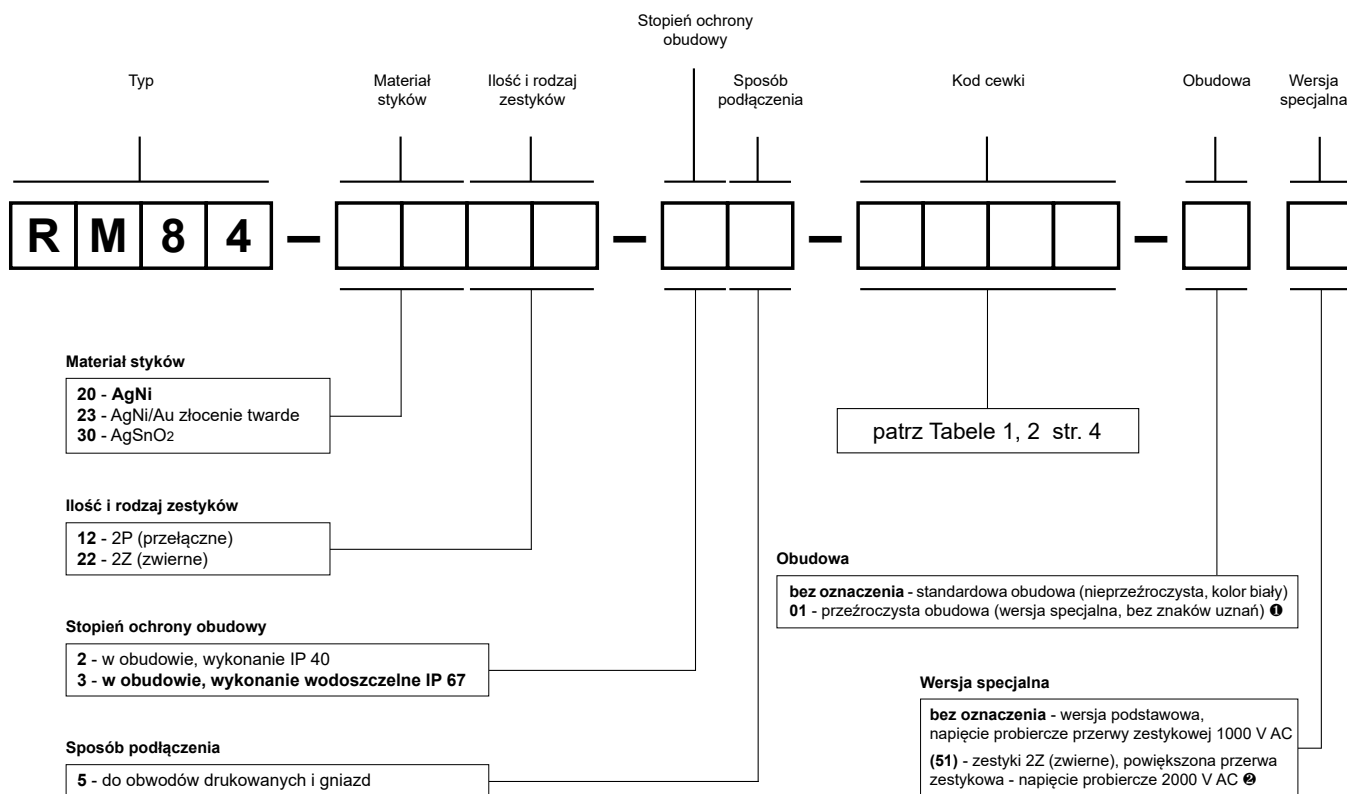 Stopień ochrony
obudowy
Typ
Materiał
styków
Ilość i rodzaj
zestyków
Sposób
podłączenia
Kod cewki
Obudowa
Wersja
specjalna
R M 8 4 – – – –
Materiał styków
20 - AgNi
23 - AgNi/Au złocenie twarde
30 - AgSnO2
patrz Tabele 1, 2 str. 4
Ilość i rodzaj zestyków
12 - 2P (przełączne)
22 - 2Z (zwierne)
Obudowa
bez oznaczenia - standardowa obudowa (nieprzeźroczysta, kolor biały)
01 - przeźroczysta obudowa (wersja specjalna, bez znaków uznań) ❶
Stopień ochrony obudowy
2 - w obudowie, wykonanie IP 40
3 - w obudowie, wykonanie wodoszczelne IP 67
Wersja specjalna
bez oznaczenia - wersja podstawowa,
napięcie probiercze przerwy zestykowej 1000 V AC
(51) - zestyki 2Z (zwierne), powiększona przerwa
zestykowa - napięcie probiercze 2000 V AC ❷
Sposób podłączenia
5 - do obwodów drukowanych i gniazd